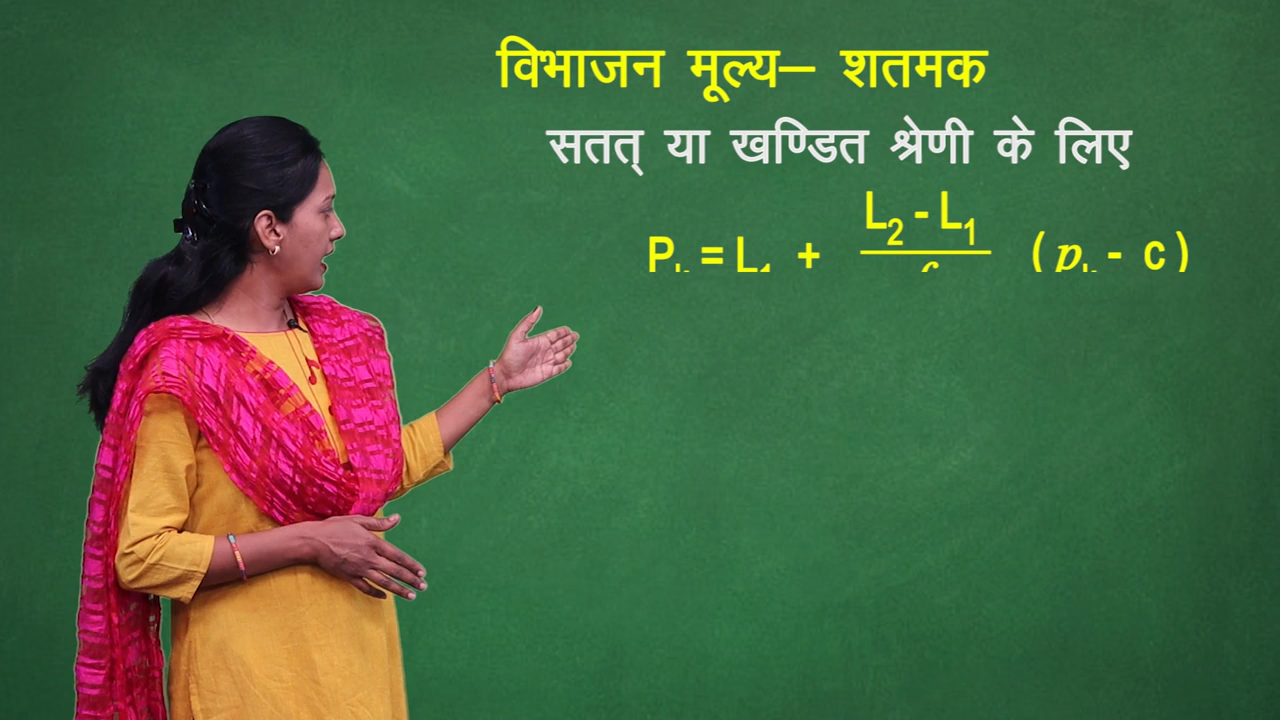 विभाजन मूल्य— शतमक
सतत् या खण्डित श्रेणी के लिए
L₂ - L₁
P = L + ( p - c )